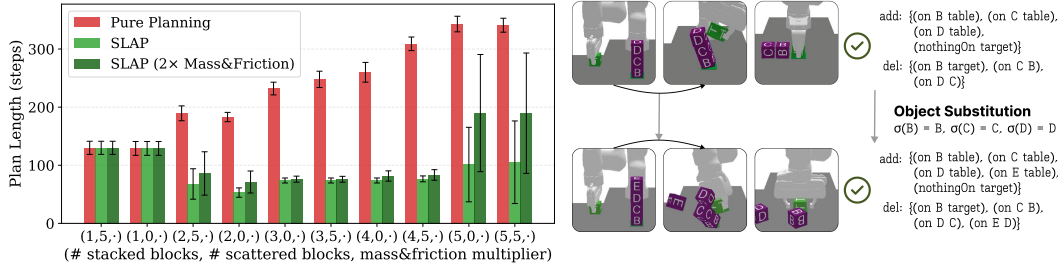 Pure Planning
SLAP
SLAP (2× Mass&Friction)
Plan Length (steps)
300
200
100
0
(1,5,·) (1,0,·) (2,5,·) (2,0,·) (3,0,·) (3,5,·) (4,0,·) (4,5,·) (5,0,·) (5,5,·)
(# stacked blocks, # scattered blocks, mass&friction multiplier)
D
C
B
D
C
B
C B
add: {(on B table), (on C table),
(on D table),
(nothingOn target)}
del: {(on B target), (on C B),
(on D C)}
Object Substitution
σ(B) = B, σ(C) = C, σ(D) = D
E
D
C
B
E
D
C
B
D
B
add: {(on B table), (on C table),
(on D table), (on E table),
(nothingOn target)}
del: {(on B target), (on C B),
(on D C), (on E D)}